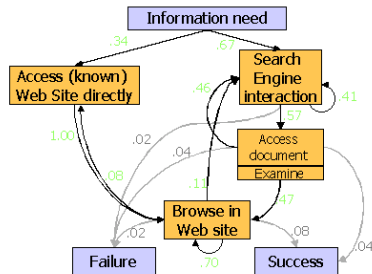 Information need
.34
.67
Access (known)
Web Site directly
Search
Engine
interaction
.46
.41
1.00
.02
.57
.04
Access
document
Examine
.08
.11
.47
Browse in
Web site
.02
.08
.04
.70
Failure
Success